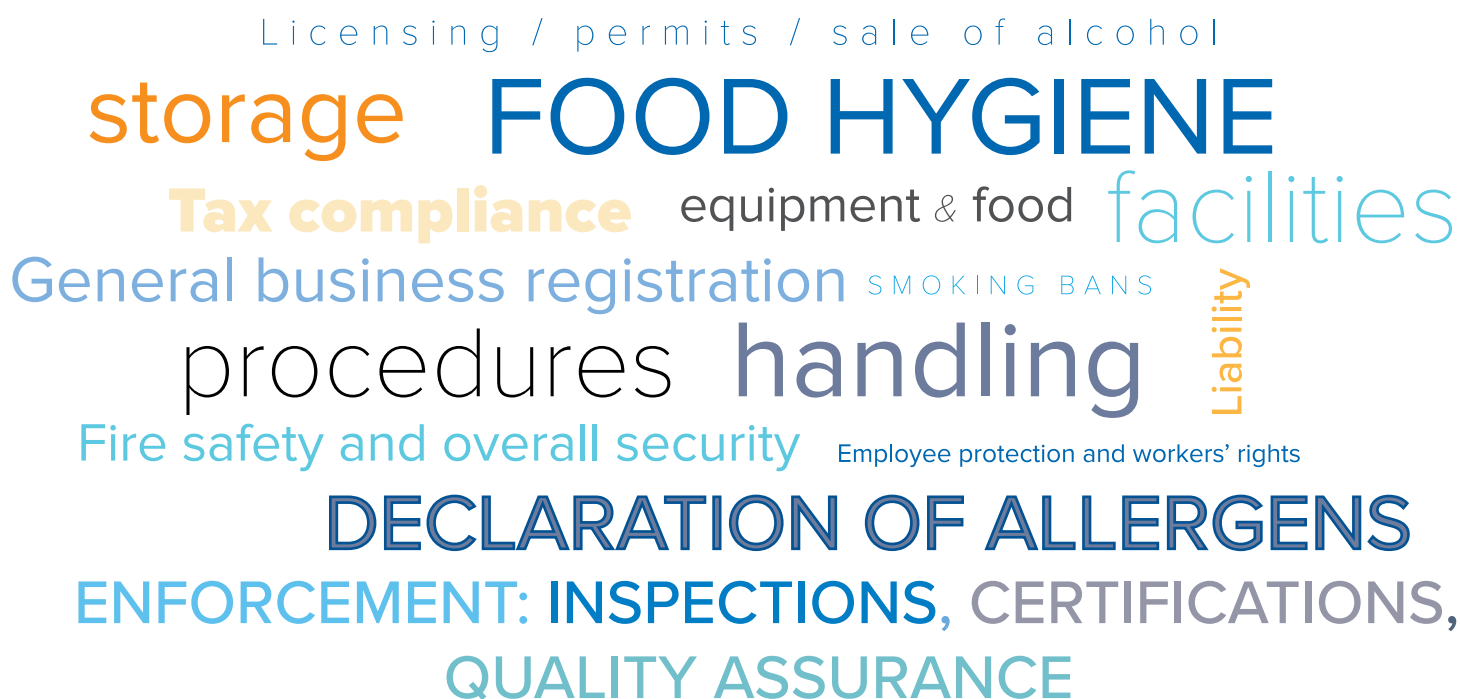 Licensing / permits / sale of alcohol
storage FOOD HYGIENE
Tax compliance equipment & food facilities
General business registration SMOKING BANS
Liability
procedures handling
Fire safety and overall security Employee protection and workers’ rights
DECLARATION OF ALLERGENS
ENFORCEMENT: INSPECTIONS, CERTIFICATIONS,
QUALITY ASSURANCE